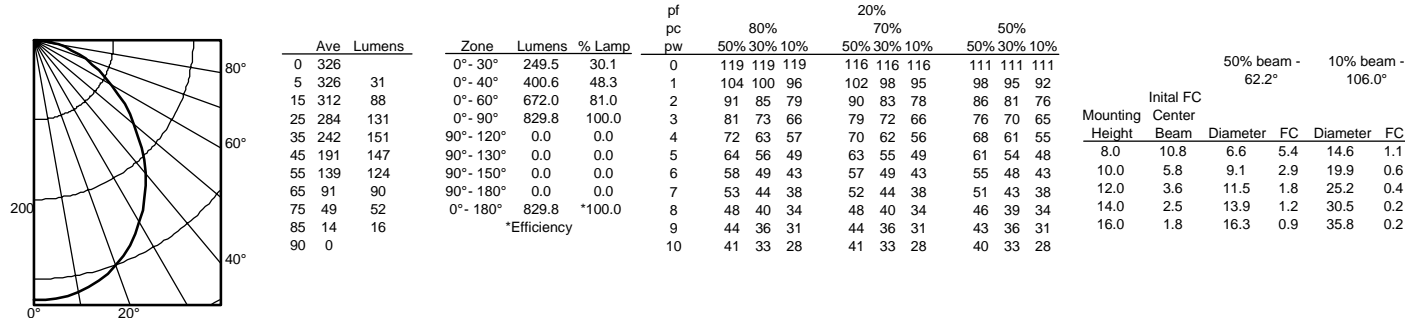 80°
60°
40°
200
0° 20°
Ave Lumens
0 326
5 326 31
15 312 88
25 284 131
35 242 151
45 191 147
55 139 124
65 91 90
75 49 52
85 14 16
90 0
Zone Lumens % Lamp
0°- 30° 249.5 30.1
0°- 40° 400.6 48.3
0°- 60° 672.0 81.0
0°- 90° 829.8 100.0
90°- 120° 0.0 0.0
90°- 130° 0.0 0.0
90°- 150° 0.0 0.0
90°- 180° 0.0 0.0
0°- 180° 829.8 *100.0
*Efficiency
pf 20%
pc 80% 70% 50%
pw 50% 30% 10% 50% 30% 10% 50% 30% 10%
0 119 119 119 116 116 116 111 111 111
1 104 100 96 102 98 95 98 95 92
2 91 85 79 90 83 78 86 81 76
3 81 73 66 79 72 66 76 70 65
4 72 63 57 70 62 56 68 61 55
5 64 56 49 63 55 49 61 54 48
6 58 49 43 57 49 43 55 48 43
7 53 44 38 52 44 38 51 43 38
8 48 40 34 48 40 34 46 39 34
9 44 36 31 44 36 31 43 36 31
10 41 33 28 41 33 28 40 33 28
50% beam - 10% beam -
62.2° 106.0°
Inital FC
Mounting Center
Height Beam Diameter FC Diameter FC
8.0 10.8 6.6 5.4 14.6 1.1
10.0 5.8 9.1 2.9 19.9 0.6
12.0 3.6 11.5 1.8 25.2 0.4
14.0 2.5 13.9 1.2 30.5 0.2
16.0 1.8 16.3 0.9 35.8 0.2